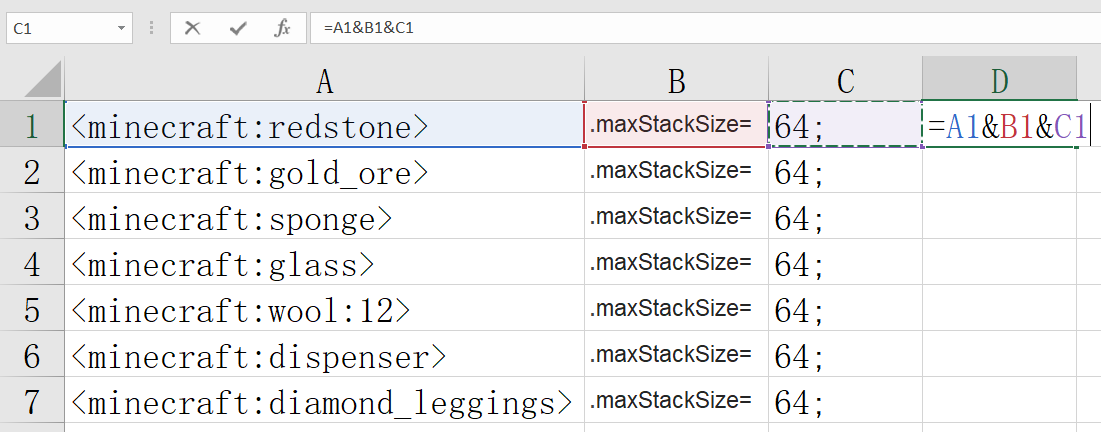 C1 fx =A1&B1&C1
A B C D
1 <minecraft:redstone> .maxStackSize= 64; =A1&B1&C1
2 <minecraft:gold_ore> .maxStackSize= 64;
3 <minecraft:sponge> .maxStackSize= 64;
4 <minecraft:glass> .maxStackSize= 64;
5 <minecraft:wool:12> .maxStackSize= 64;
6 <minecraft:dispenser> .maxStackSize= 64;
7 <minecraft:diamond_leggings> .maxStackSize= 64;